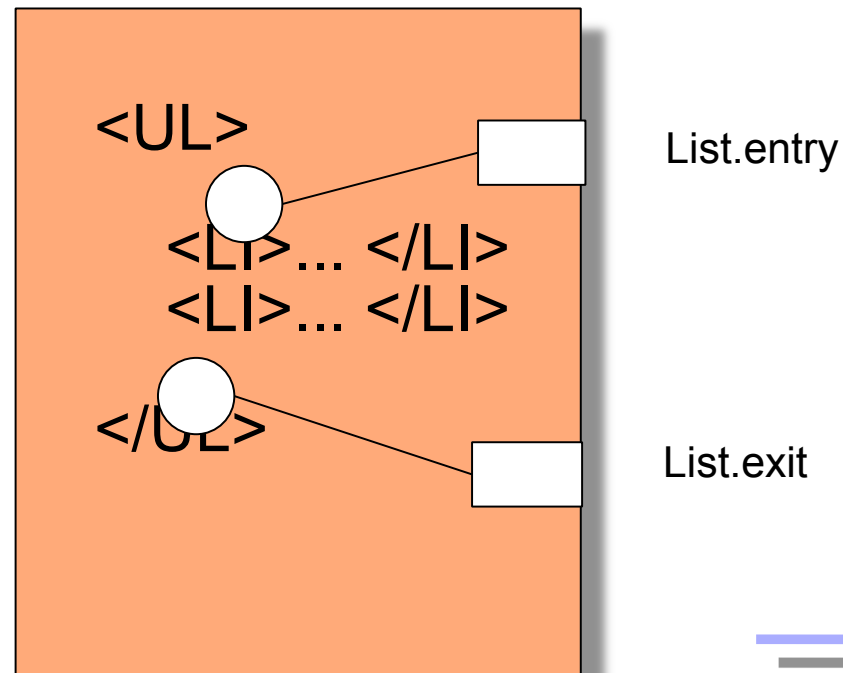 <UL>
List.entry
<LI>... </LI>
<LI>... </LI>
</UL>
List.exit